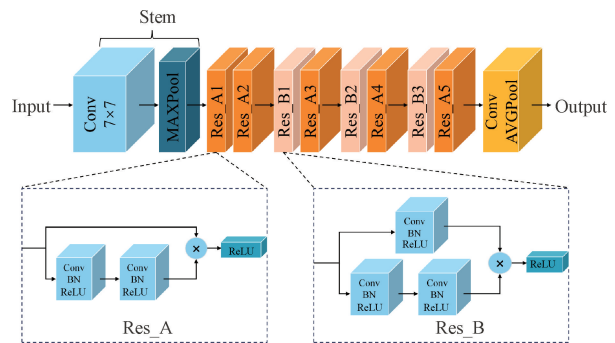 Stem
Input
Conv
7×7
MAXPool
Res_A1
Res_A2
Res_B1
Res_A3
Res_B2
Res_A4
Res_B3
Res_A5
Conv
AVGPool
Output
Conv
BN
ReLU
Conv
BN
ReLU
×
ReLU
Res_A
Conv
BN
ReLU
Conv
BN
ReLU
Conv
BN
ReLU
×
ReLU
Res_B